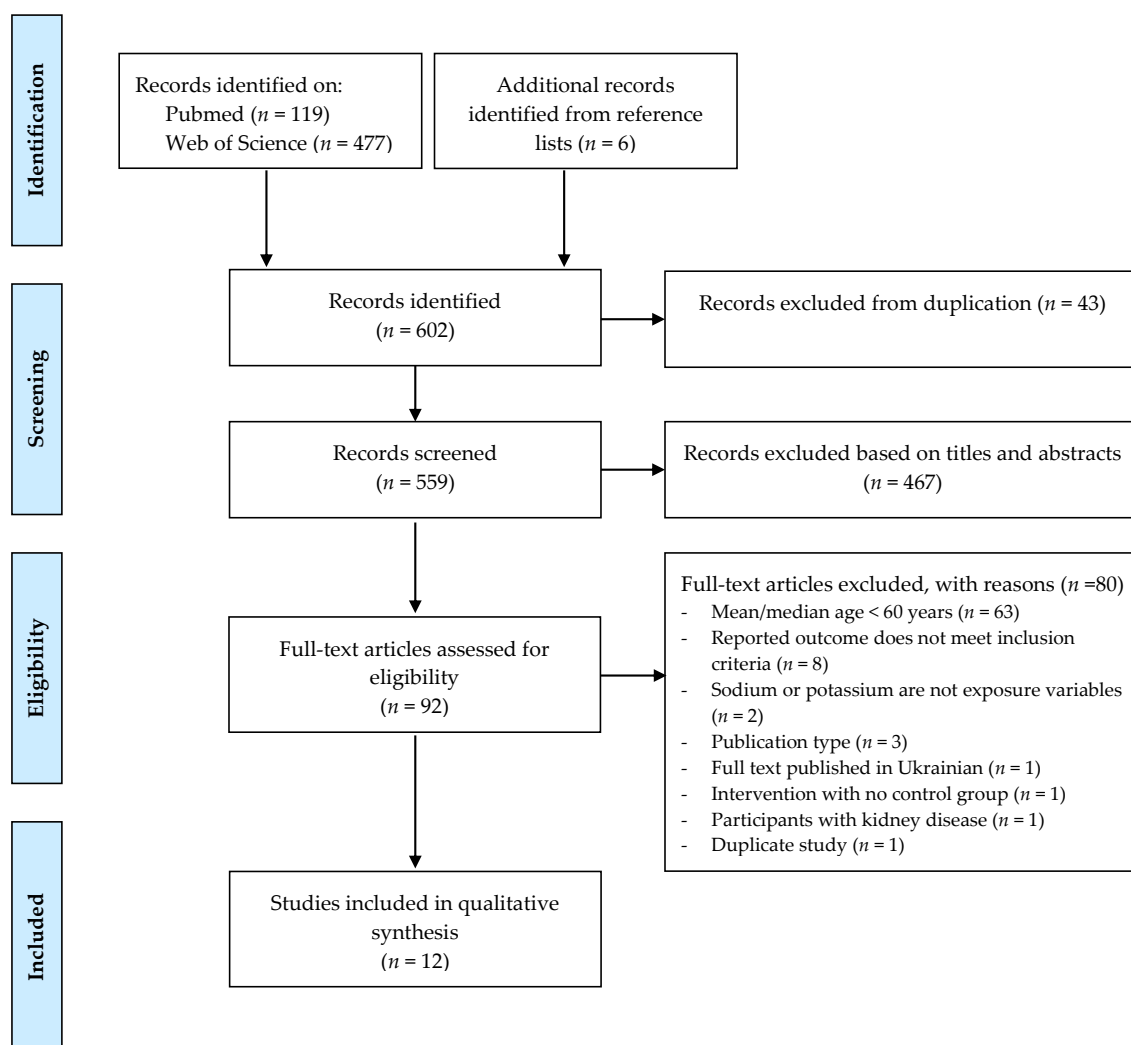 Identification
Records identified on:
Pubmed (n = 119)
Web of Science (n = 477)
Additional records
identified from reference
lists (n = 6)
Screening
Records identified
(n = 602)
Records excluded from duplication (n = 43)
Records screened
(n = 559)
Records excluded based on titles and abstracts
(n = 467)
Eligibility
Full-text articles assessed for
eligibility
(n = 92)
Full-text articles excluded, with reasons (n =80)
- Mean/median age < 60 years (n = 63)
- Reported outcome does not meet inclusion
criteria (n = 8)
- Sodium or potassium are not exposure variables
(n = 2)
- Publication type (n = 3)
- Full text published in Ukrainian (n = 1)
- Intervention with no control group (n = 1)
- Participants with kidney disease (n = 1)
- Duplicate study (n = 1)
Included
Studies included in qualitative
synthesis
(n = 12)